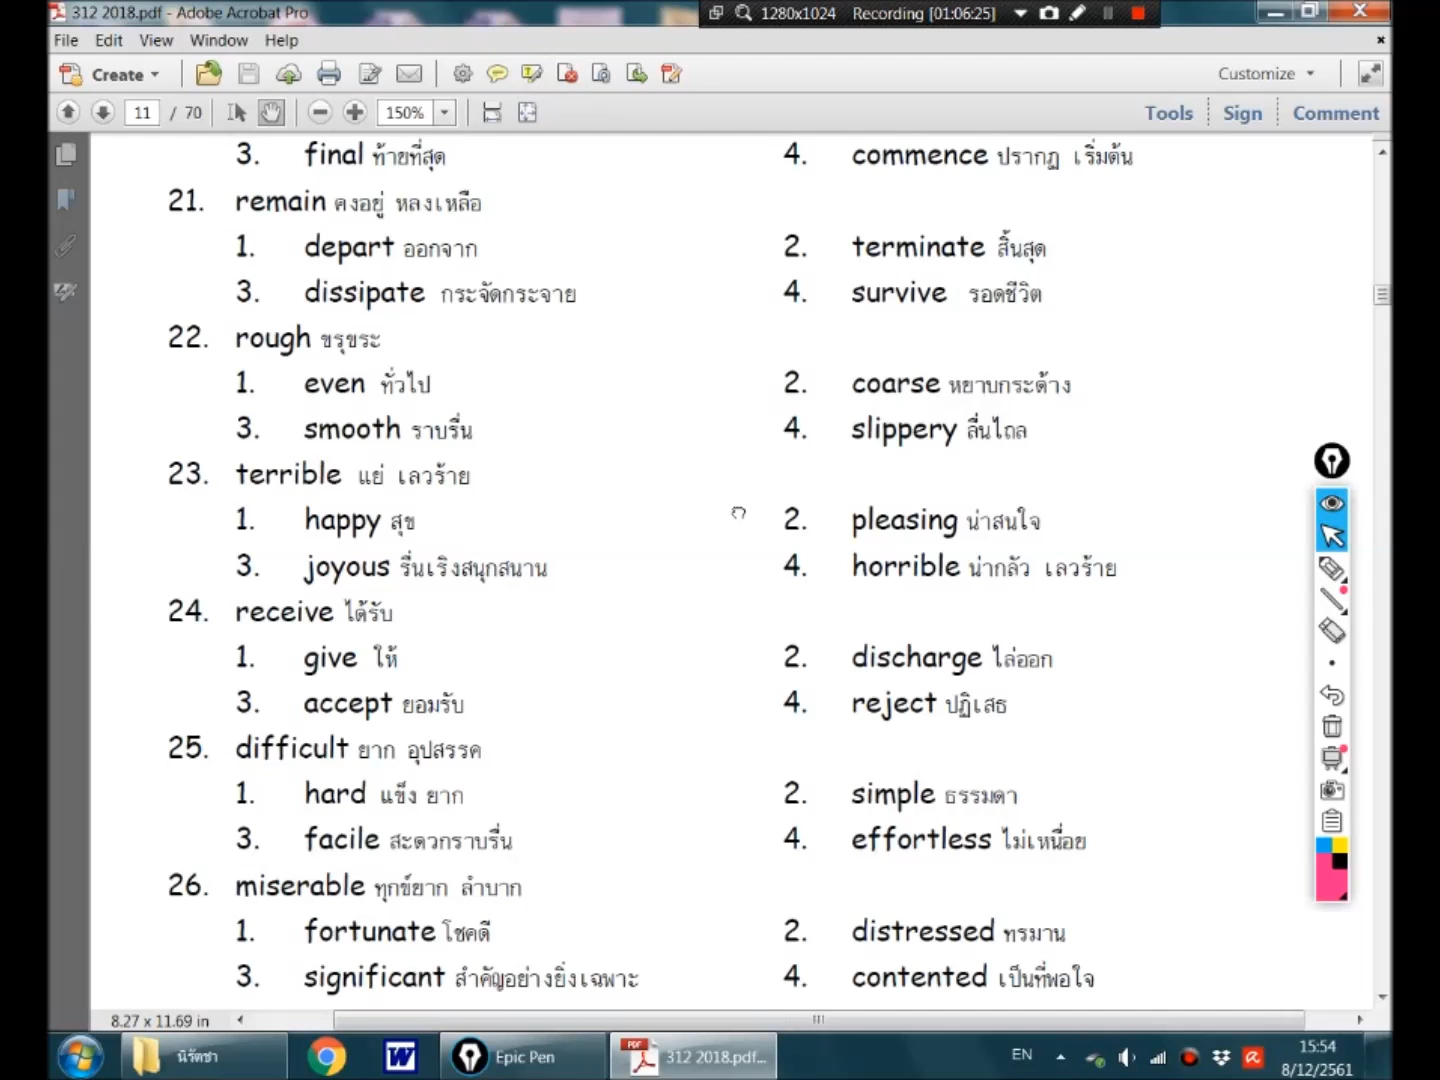 312 2018.pdf - Adobe Acrobat Pro
1280x1024 Recording [01:06:25]
File Edit View Window Help
Create Customize
11 / 70 150% Tools Sign Comment
3. final ท้ายที่สุด 4. commence ปรากฏ เริ่มต้น
21. remain คงอยู่ หลงเหลือ
1. depart ออกจาก 2. terminate สิ้นสุด
3. dissipate กระจัดกระจาย 4. survive รอดชีวิต
22. rough ขรุขระ
1. even ทั่วไป 2. coarse หยาบกระด้าง
3. smooth ราบรื่น 4. slippery ลื่นไถล
23. terrible แย่ เลวร้าย
1. happy สุข 2. pleasing น่าสนใจ
3. joyous รื่นเริงสนุกสนาน 4. horrible น่ากลัว เลวร้าย
24. receive ได้รับ
1. give ให้ 2. discharge ไล่ออก
3. accept ยอมรับ 4. reject ปฏิเสธ
25. difficult ยาก อุปสรรค
1. hard แข็ง ยาก 2. simple ธรรมดา
3. facile สะดวกราบรื่น 4. effortless ไม่เหนื่อย
26. miserable ทุกข์ยาก ลำบาก
1. fortunate โชคดี 2. distressed ทรมาน
3. significant สำคัญอย่างยิ่งเฉพาะ 4. contented เป็นที่พอใจ
8.27 x 11.69 in
นิรัตชา Epic Pen 312 2018.pdf... EN 15:54
8/12/2561